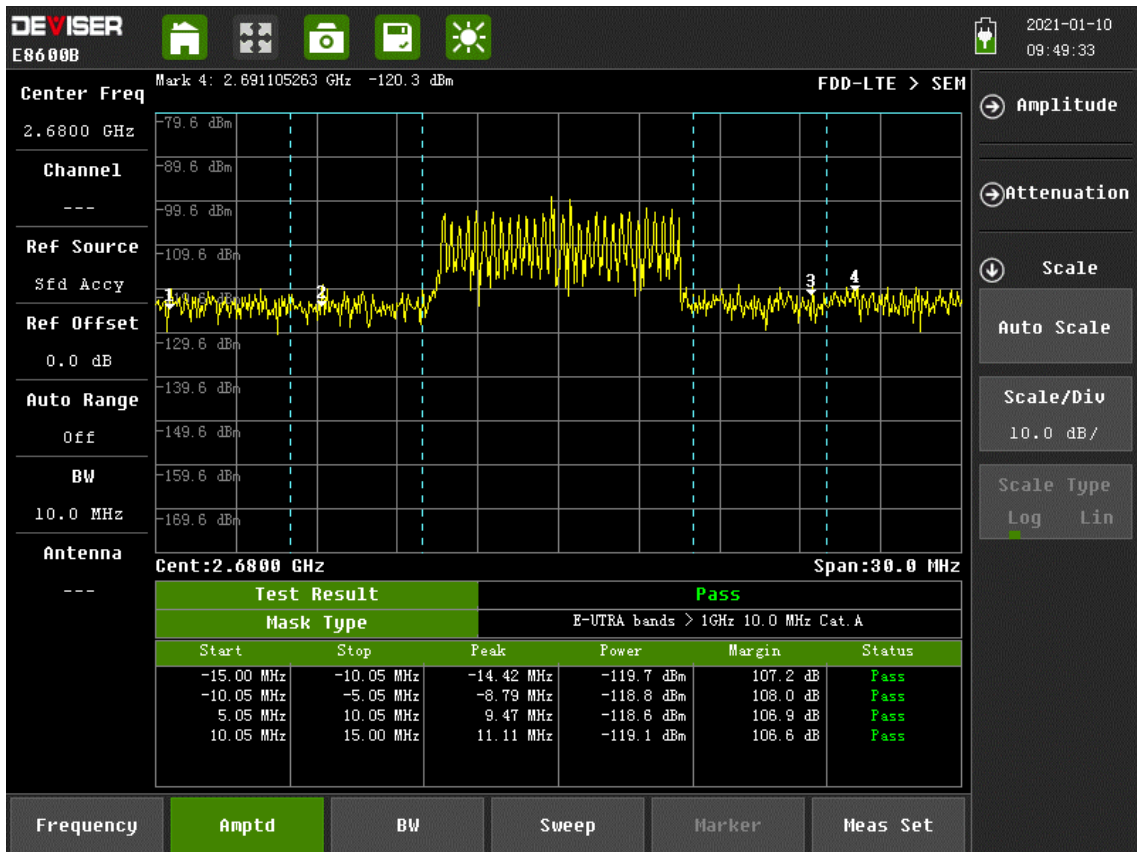 DEVISER
E8600B
2021-01-10
09:49:33
Center Freq
2.6800 GHz
Channel
---
Ref Source
Sfd Accy
Ref Offset
0.0 dB
Auto Range
Off
BW
10.0 MHz
Antenna
---
Mark 4: 2.691105263 GHz -120.3 dBm
FDD-LTE > SEM
-79.6 dBm
-89.6 dBm
-99.6 dBm
-109.6 dBm
-129.6 dBm
-139.6 dBm
-149.6 dBm
-159.6 dBm
-169.6 dBm
1
2
3
4
Cent:2.6800 GHz
Span:30.0 MHz
Test Result Pass
Mask Type E-UTRA bands > 1GHz 10.0 MHz Cat.A
Start Stop Peak Power Margin Status
-15.00 MHz -10.05 MHz -14.42 MHz -119.7 dBm 107.2 dB Pass
-10.05 MHz -5.05 MHz -8.79 MHz -118.8 dBm 108.0 dB Pass
5.05 MHz 10.05 MHz 9.47 MHz -118.6 dBm 106.9 dB Pass
10.05 MHz 15.00 MHz 11.11 MHz -119.1 dBm 106.6 dB Pass
Amplitude
Attenuation
Scale
Auto Scale
Scale/Div
10.0 dB/
Scale Type
Log Lin
Frequency Amptd BW Sweep Marker Meas Set